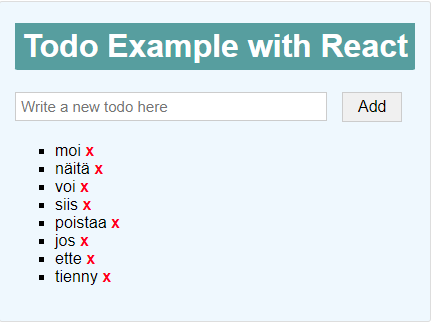 Todo Example with React
Write a new todo here
Add
moi x
näitä x
voi x
siis x
poistaa x
jos x
ette x
tienny x